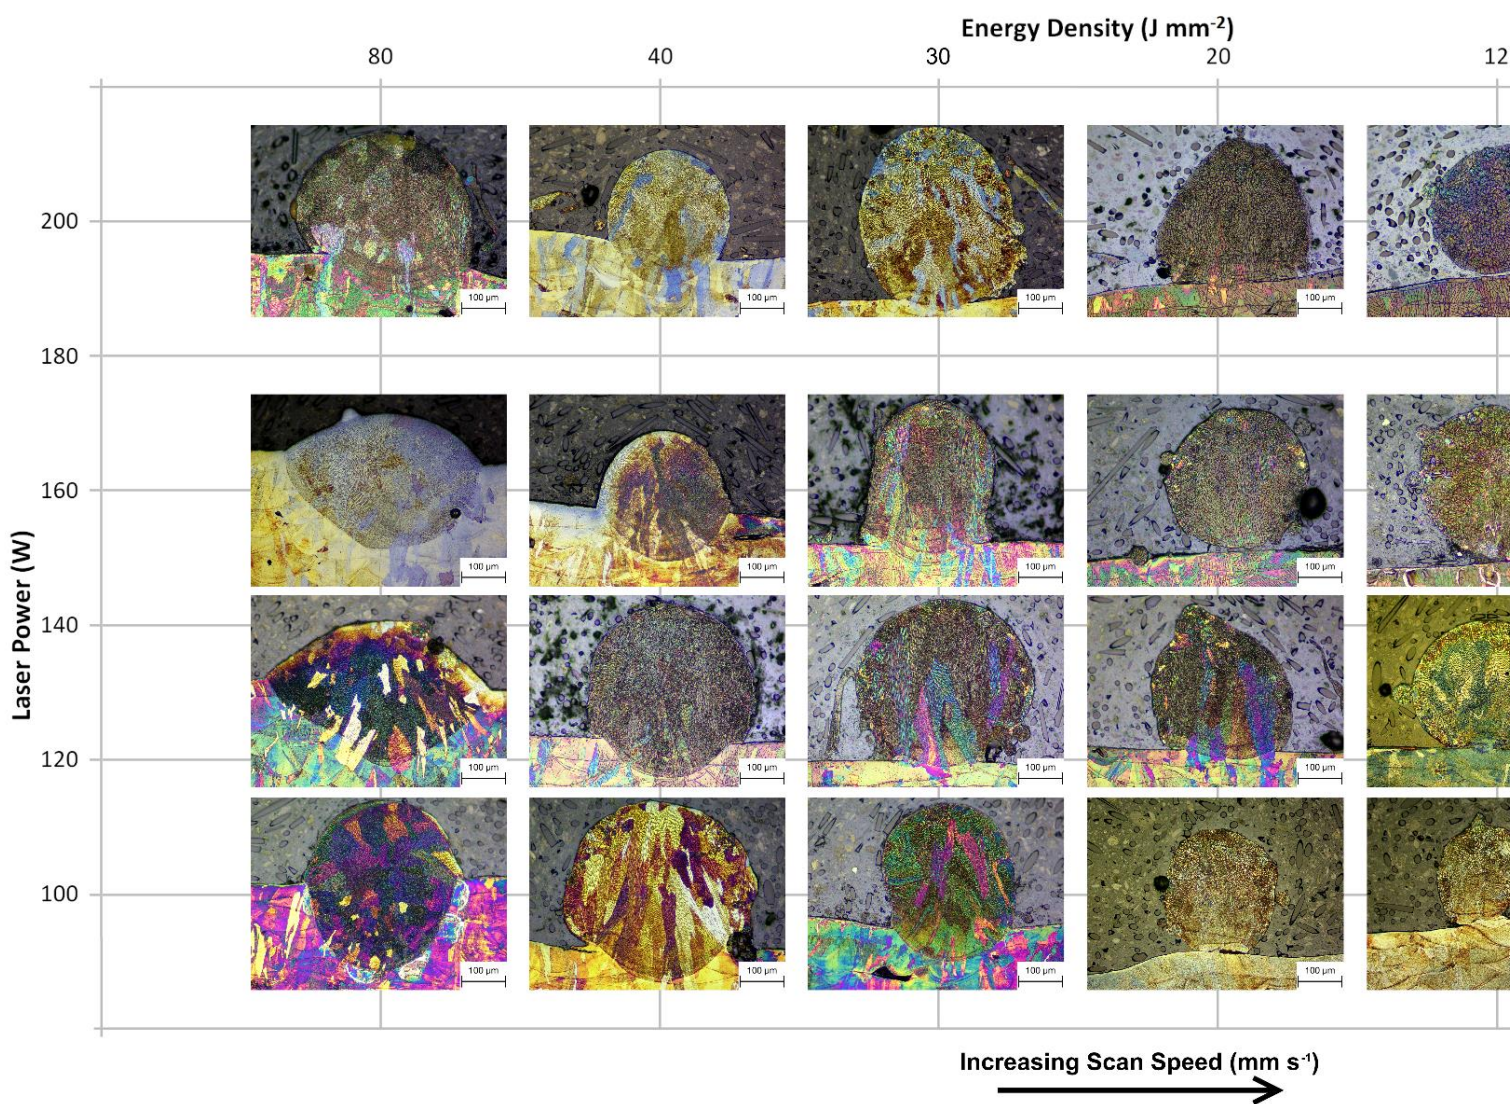 Energy Density (J mm-2)
80 40 30 20 12
200
100 µm 100 µm 100 µm 100 µm
180
160
100 µm 100 µm 100 µm 100 µm
Laser Power (W)
140
120
100 µm 100 µm 100 µm 100 µm
100
100 µm 100 µm 100 µm 100 µm
Increasing Scan Speed (mm s-1)